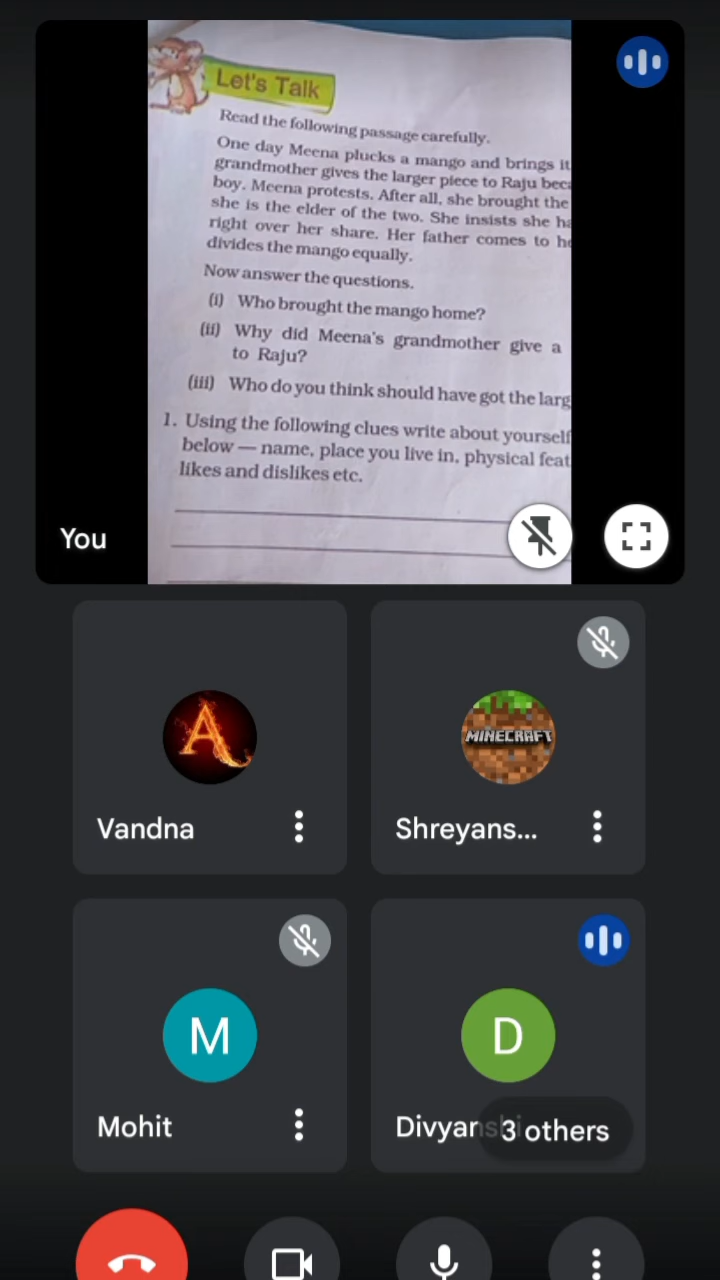 Let's Talk
Read the following passage carefully.
One day Meena plucks a mango and brings it
grandmother gives the larger piece to Raju
boy. Meena protests. After all, she brought the
she is the elder of the two. She insists she
right over her share. Her father comes to
divides the mango equally.
Now answer the questions.
(i) Who brought the mango home?
(ii) Why did Meena's grandmother give a
to Raju?
(iii) Who do you think should have got the
1. Using the following clues write about yourself
below — name, place you live in, physical
likes and dislikes etc.
You
A
MINECRAFT
Vandna
Shreyans...
M
D
Mohit
3 others